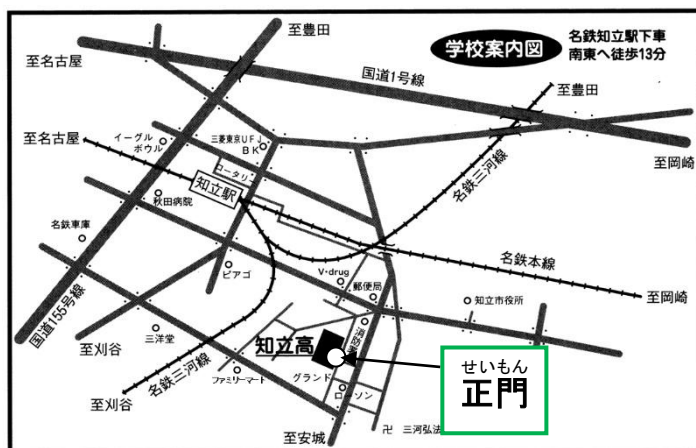 学校案内図
名鉄知立駅下車
南東へ徒歩13分
至豊田
至名古屋
国道1号線
至豊田
至名古屋
イーグル
ボウル
三菱東京UFJ
BK
ロータリー
至岡崎
名鉄三河線
知立駅
秋田病院
名鉄車庫
名鉄本線
ピアゴ
V・drug
郵便局
知立市役所
至岡崎
国道155号線
三洋堂
知立高
消防署
至刈谷
名鉄三河線
ファミリーマート
グランド
ローソン
せいもん
正門
至刈谷
至安城
卍 三河弘法